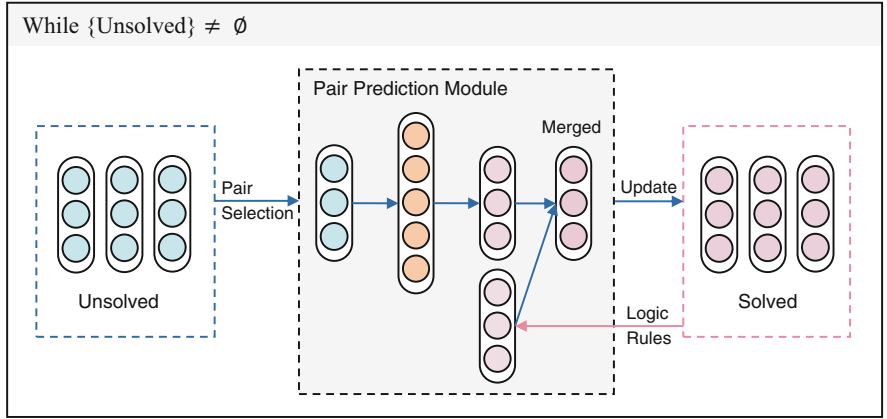 While {Unsolved} ≠ ∅
Pair Prediction Module
Merged
Pair
Selection
Update
Unsolved
Solved
Logic
Rules